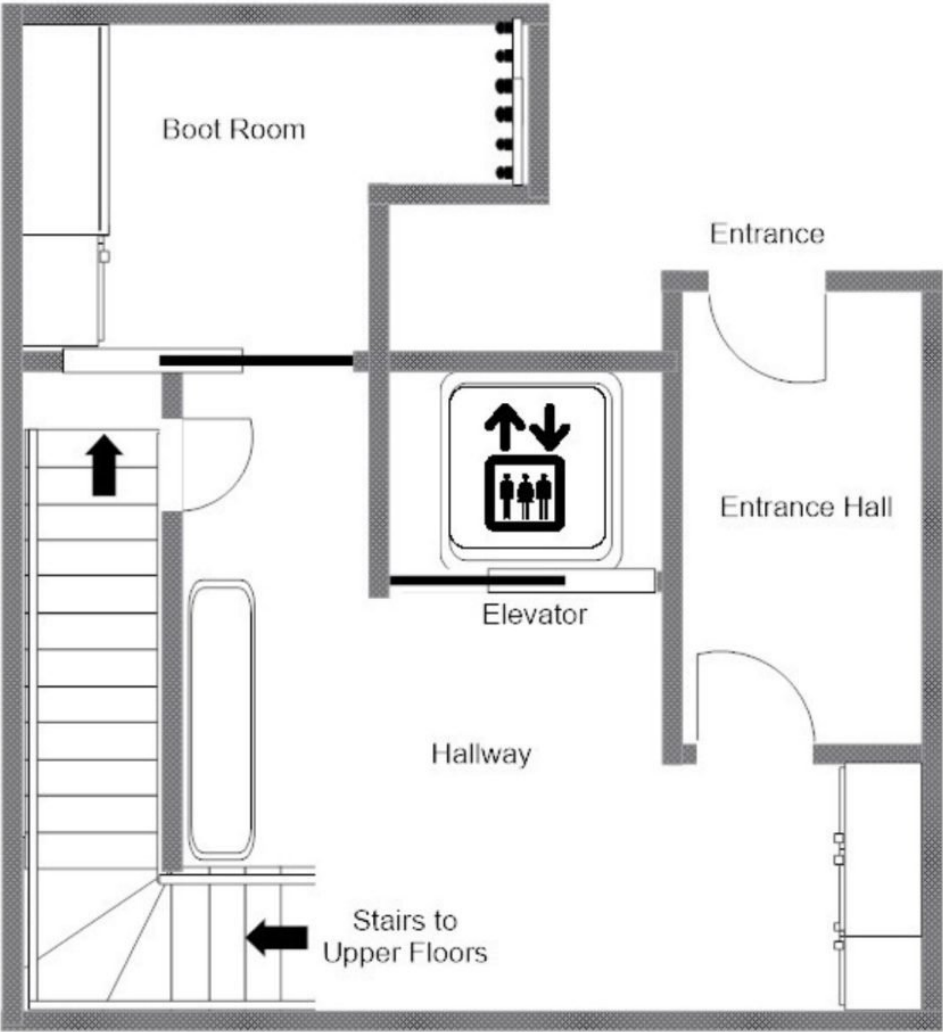 Boot Room
Entrance
Entrance Hall
Elevator
Hallway
Stairs to
Upper Floors